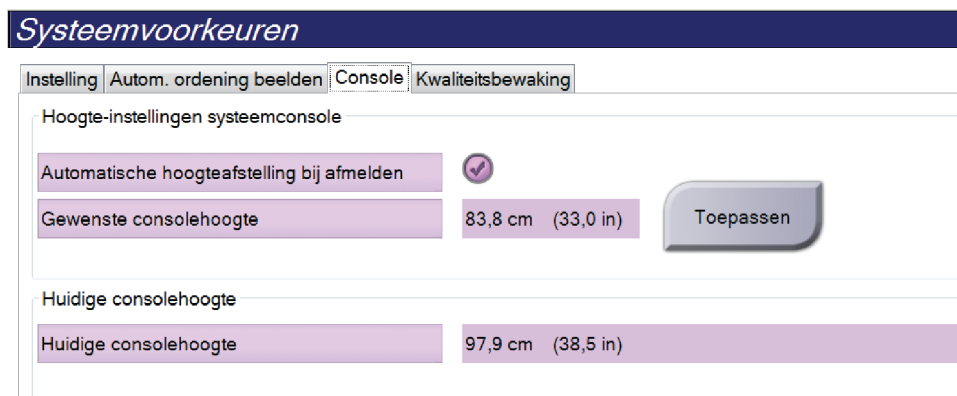 Systeemvoorkeuren
Instelling Autom. ordening beelden Console Kwaliteitsbewaking
Hoogte-instellingen systeemconsole
Automatische hoogteafstelling bij afmelden
Gewenste consolehoogte 83,8 cm (33,0 in) Toepassen
Huidige consolehoogte
Huidige consolehoogte 97,9 cm (38,5 in)